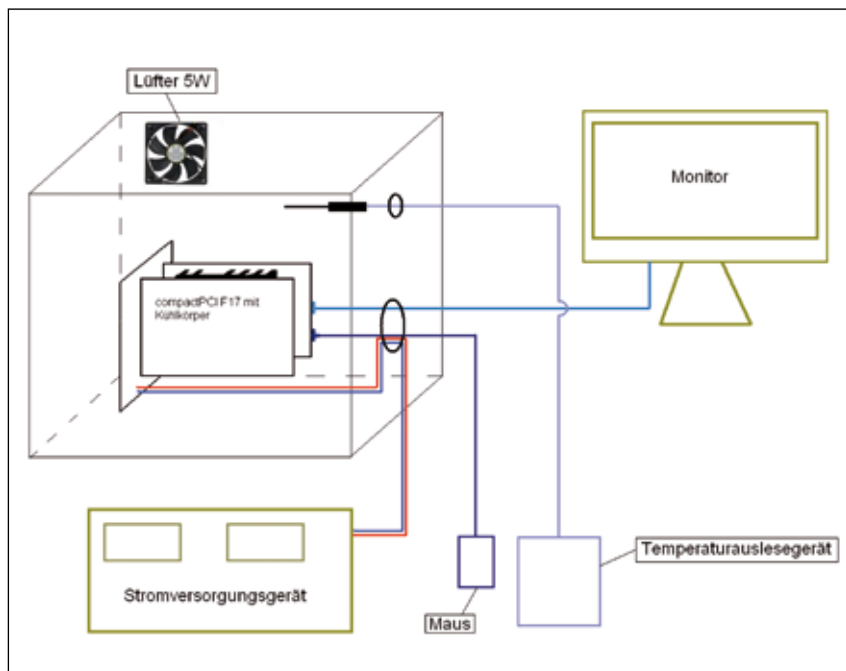 Lüfter 5W
Monitor
compactPCI F17 mit
Kühlkörper
Temperaturauslesegerät
Stromversorgungsgerät
Maus